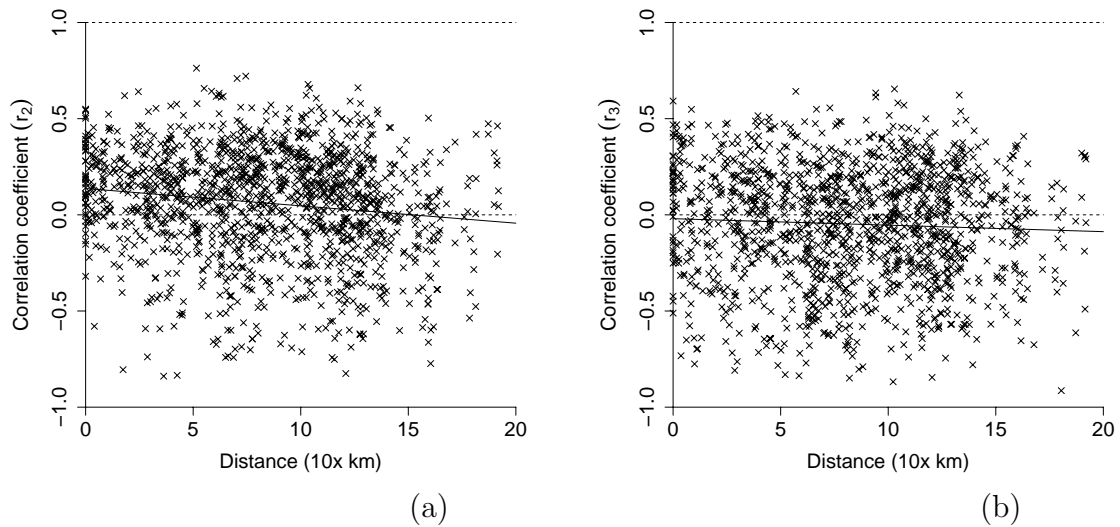 Correlation coefficient (r₂)
1.0
0.5
0.0
−0.5
−1.0
0 5 10 15 20
Distance (10x km)
(a)
Correlation coefficient (r₃)
1.0
0.5
0.0
−0.5
−1.0
0 5 10 15 20
Distance (10x km)
(b)